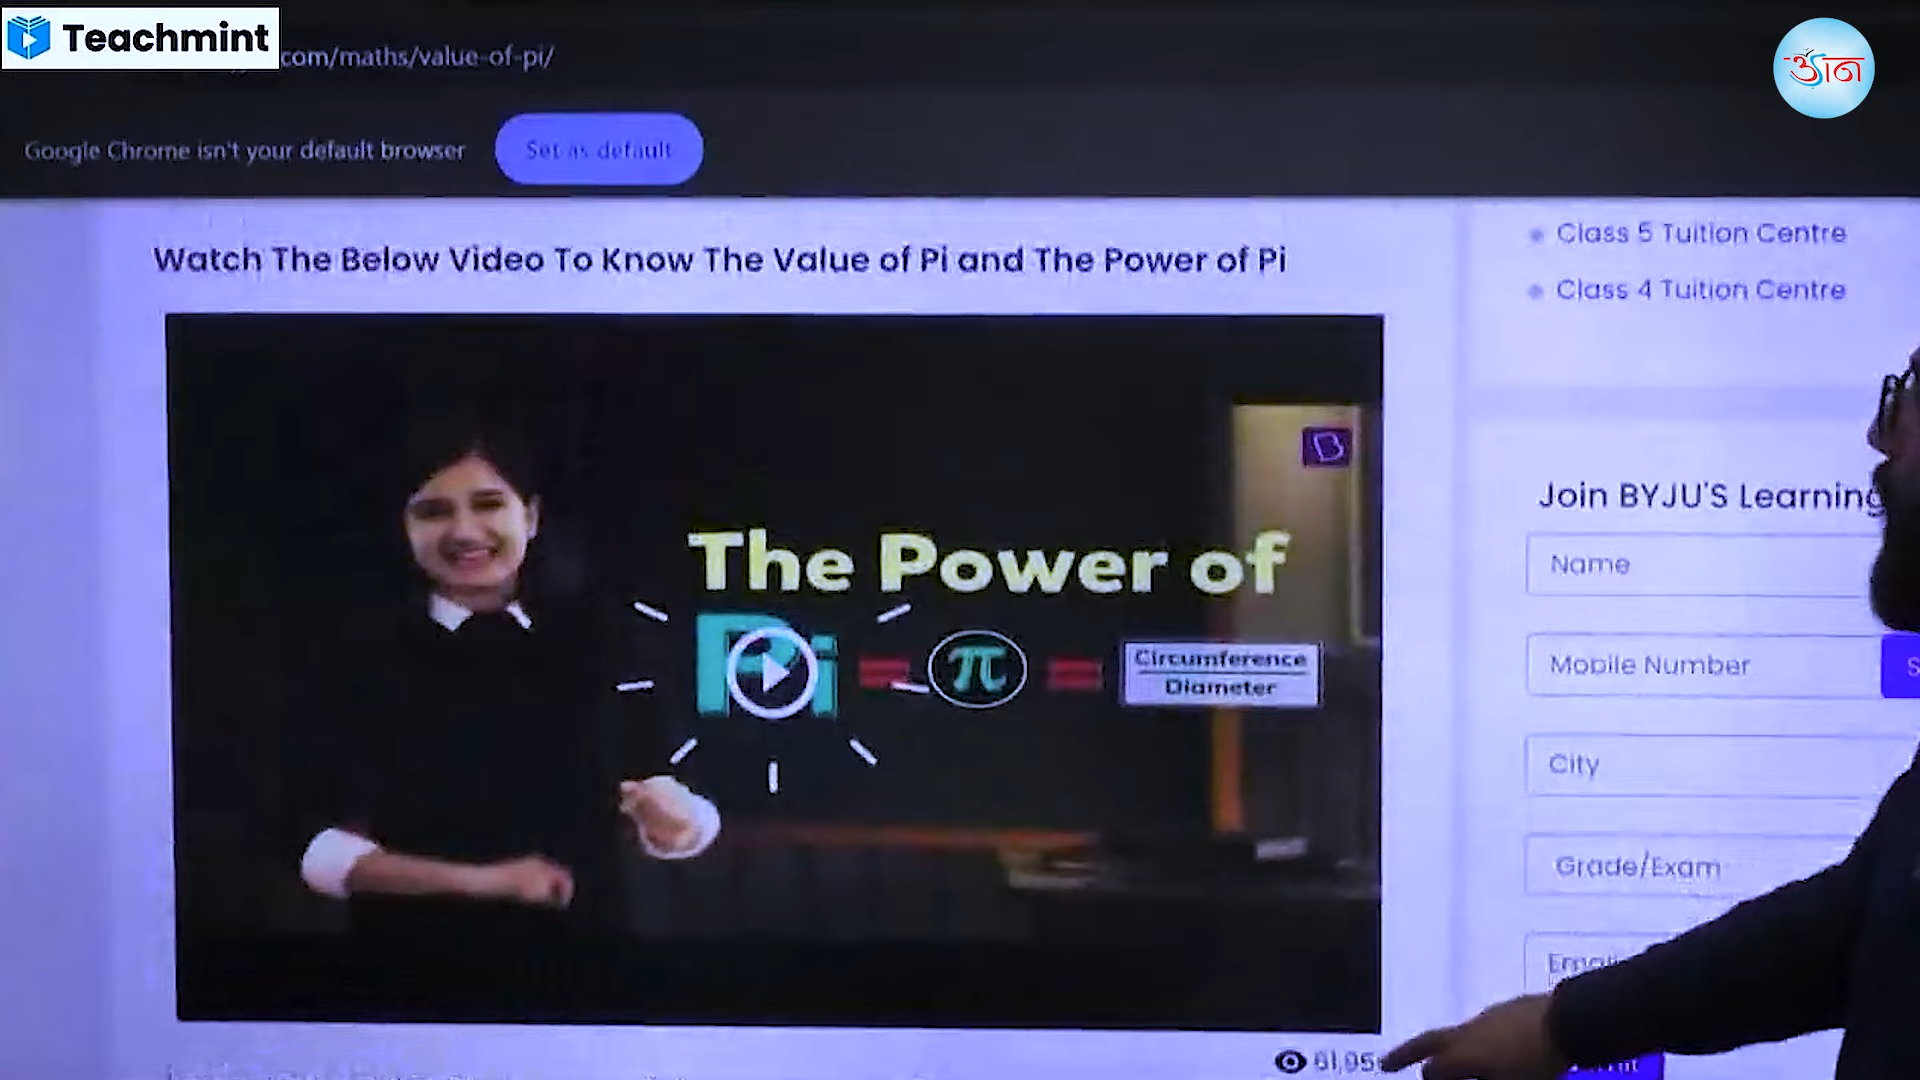 Teachmint
.com/maths/value-of-pi/
ज्ञान
Google Chrome isn't your default browser
Set as default
Watch The Below Video To Know The Value of Pi and The Power of Pi
Class 5 Tuition Centre
Class 4 Tuition Centre
B
The Power of
Pi = π = Circumference
Diameter
Join BYJU'S Learning
Name
Mobile Number
City
Grade/Exam
Email